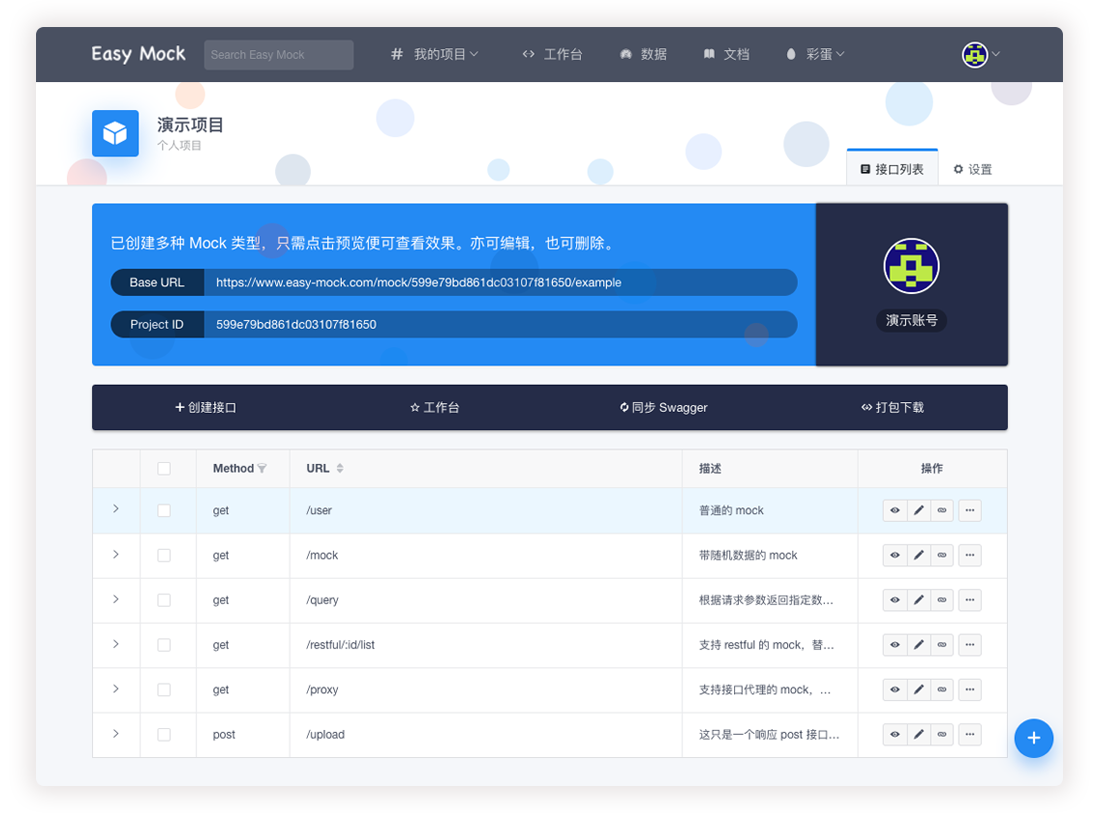 Easy Mock
Search Easy Mock
# 我的项目
工作台
数据
文档
彩蛋
演示项目
个人项目
接口列表
设置
已创建多种 Mock 类型，只需点击预览便可查看效果。亦可编辑，也可删除。
Base URL https://www.easy-mock.com/mock/599e79bd861dc03107f81650/example
Project ID 599e79bd861dc03107f81650
演示账号
+ 创建接口
工作台
同步 Swagger
打包下载
Method URL 描述 操作
get /user 普通的 mock
get /mock 带随机数据的 mock
get /query 根据请求参数返回指定数...
get /restful/:id/list 支持 restful 的 mock，替...
get /proxy 支持接口代理的 mock，...
post /upload 这只是一个响应 post 接口...